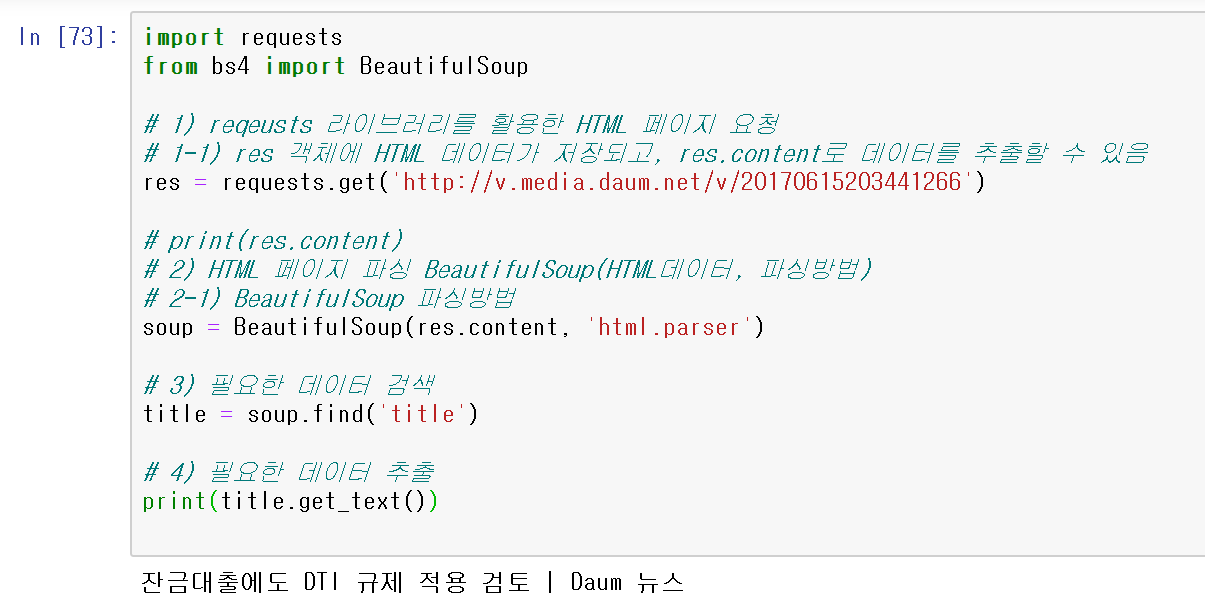 In [73]:
import requests
from bs4 import BeautifulSoup
# 1) reqeusts 라이브러리를 활용한 HTML 페이지 요청
# 1-1) res 객체에 HTML 데이터가 저장되고, res.content로 데이터를 추출할 수 있음
res = requests.get('http://v.media.daum.net/v/20170615203441266')
# print(res.content)
# 2) HTML 페이지 파싱 BeautifulSoup(HTML데이터, 파싱방법)
# 2-1) BeautifulSoup 파싱방법
soup = BeautifulSoup(res.content, 'html.parser')
# 3) 필요한 데이터 검색
title = soup.find('title')
# 4) 필요한 데이터 추출
print(title.get_text())
잔금대출에도 DTI 규제 적용 검토 | Daum 뉴스